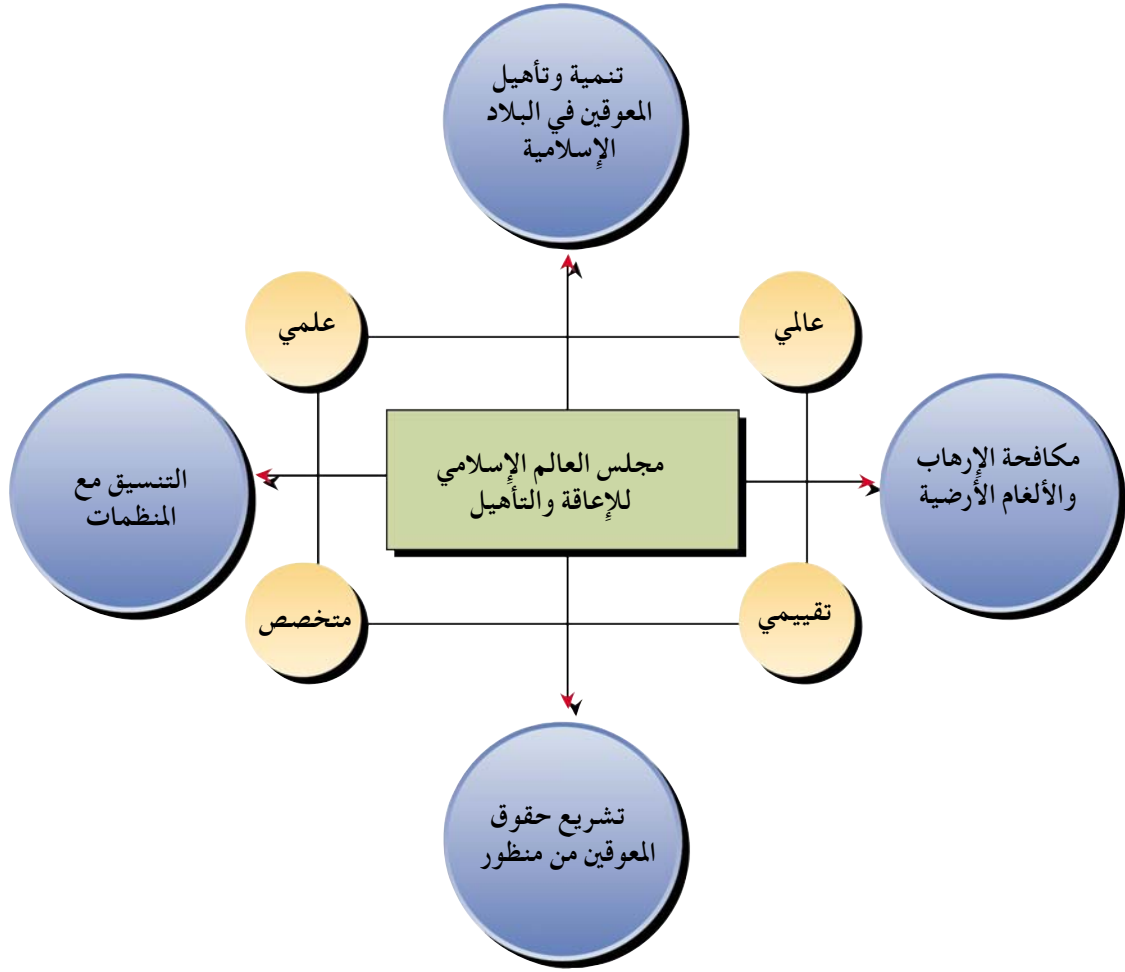 تنمية وتأهيل
المعوقين في البلاد
الإسلامية
عالمي
علمي
مكافحة الإرهاب
والألغام الأرضية
مجلس العالم الإسلامي
للإعاقة والتأهيل
التنسيق مع
المنظمات
تقييمي
متخصص
تشريع حقوق
المعوقين من منظور